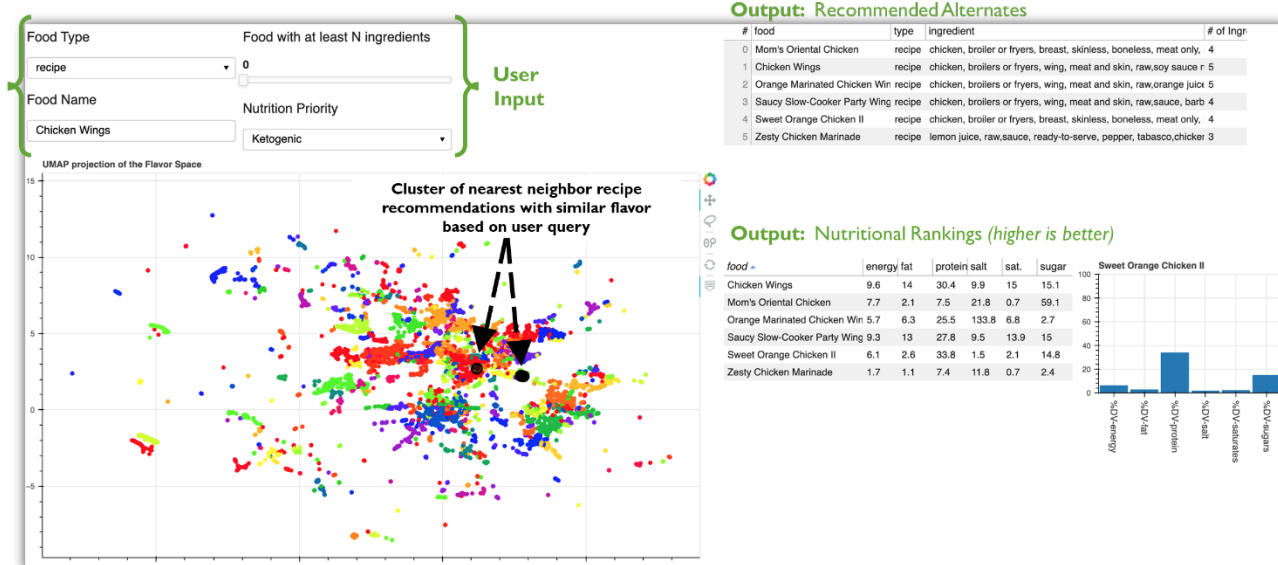 Food Type
Food with at least N ingredients
recipe
0
Food Name
Nutrition Priority
Chicken Wings
Ketogenic
User
Input
UMAP projection of the Flavor Space
Cluster of nearest neighbor recipe
recommendations with similar flavor
based on user query
15
10
5
0
−5
Output: Recommended Alternates
# food type ingredient # of Ingr
0 Mom's Oriental Chicken recipe chicken, broiler or fryers, breast, skinless, boneless, meat only, 4
1 Chicken Wings recipe chicken, broilers or fryers, wing, meat and skin, raw,soy sauce r 5
2 Orange Marinated Chicken Win recipe chicken, broilers or fryers, wing, meat and skin, raw,orange juice 5
3 Saucy Slow-Cooker Party Wing recipe chicken, broilers or fryers, wing, meat and skin, raw,sauce, barb 4
4 Sweet Orange Chicken II recipe chicken, broiler or fryers, breast, skinless, boneless, meat only, 4
5 Zesty Chicken Marinade recipe lemon juice, raw,sauce, ready-to-serve, pepper, tabasco,chicken 3
Output: Nutritional Rankings (higher is better)
food energy fat protein salt sat. sugar
Chicken Wings 9.6 14 30.4 9.9 15 15.1
Mom's Oriental Chicken 7.7 2.1 7.5 21.8 0.7 59.1
Orange Marinated Chicken Win 5.7 6.3 25.5 133.8 6.8 2.7
Saucy Slow-Cooker Party Wing 9.3 13 27.8 9.5 13.9 15
Sweet Orange Chicken II 6.1 2.6 33.8 1.5 2.1 14.8
Zesty Chicken Marinade 1.7 1.1 7.4 11.8 0.7 2.4
Sweet Orange Chicken II
100
80
60
40
20
0
%DV-energy
%DV-fat
%DV-protein
%DV-salt
%DV-saturates
%DV-sugars